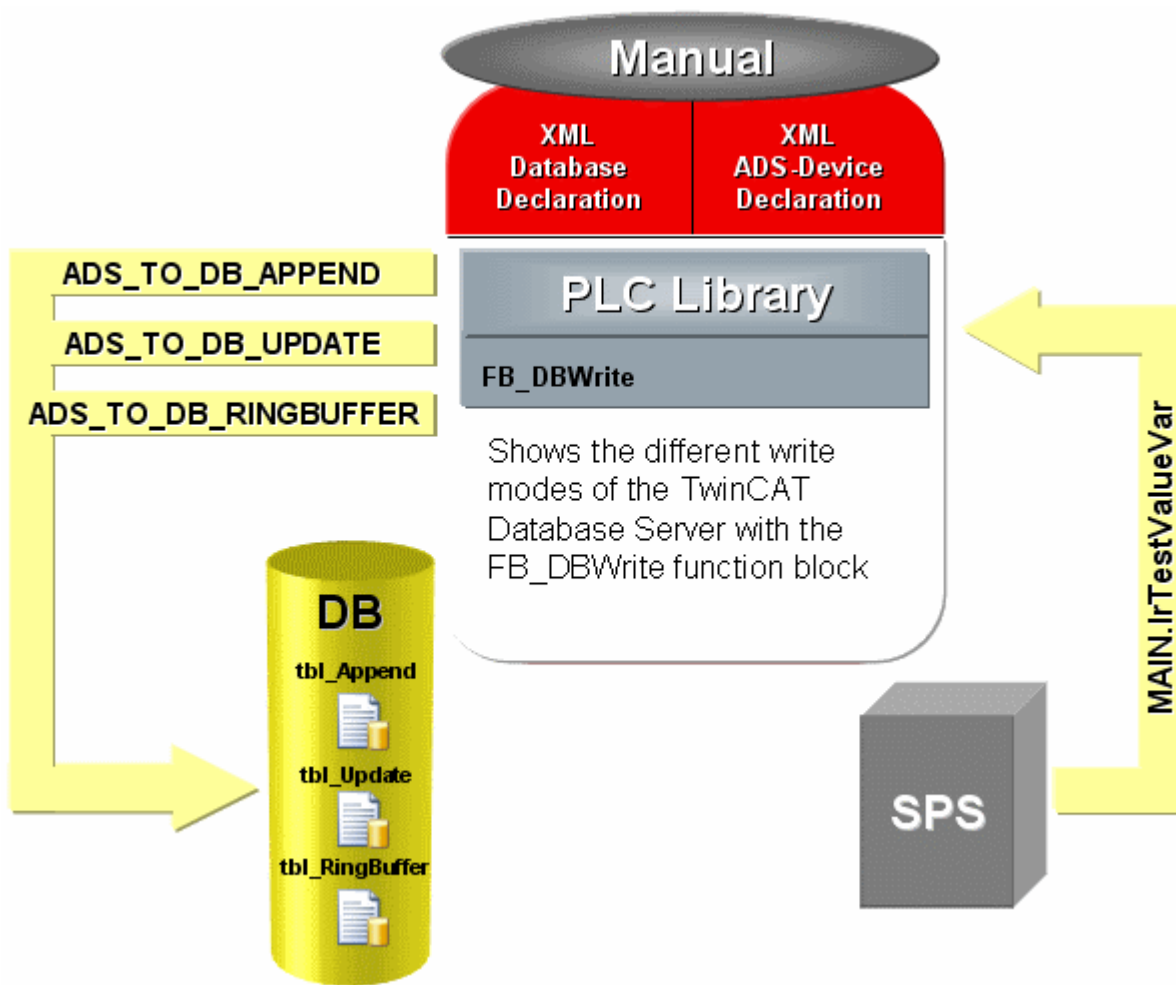 Manual
XML
Database
Declaration
XML
ADS-Device
Declaration
ADS_TO_DB_APPEND
ADS_TO_DB_UPDATE
ADS_TO_DB_RINGBUFFER
PLC Library
FB_DBWrite
Shows the different write
modes of the TwinCAT
Database Server with the
FB_DBWrite function block
MAIN.lrTestValueVar
DB
tbl_Append
tbl_Update
tbl_RingBuffer
SPS